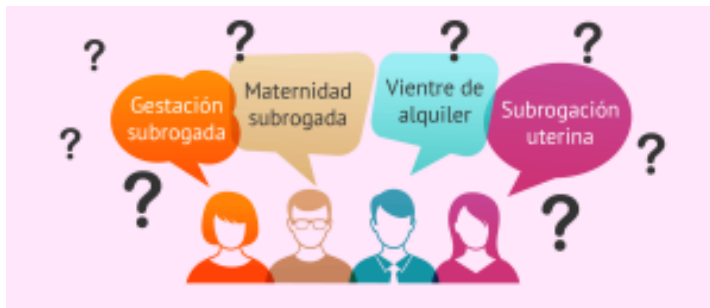 Gestación
subrogada
Maternidad
subrogada
Vientre de
alquiler
Subrogación
uterina
? ? ? ? ? ? ? ?